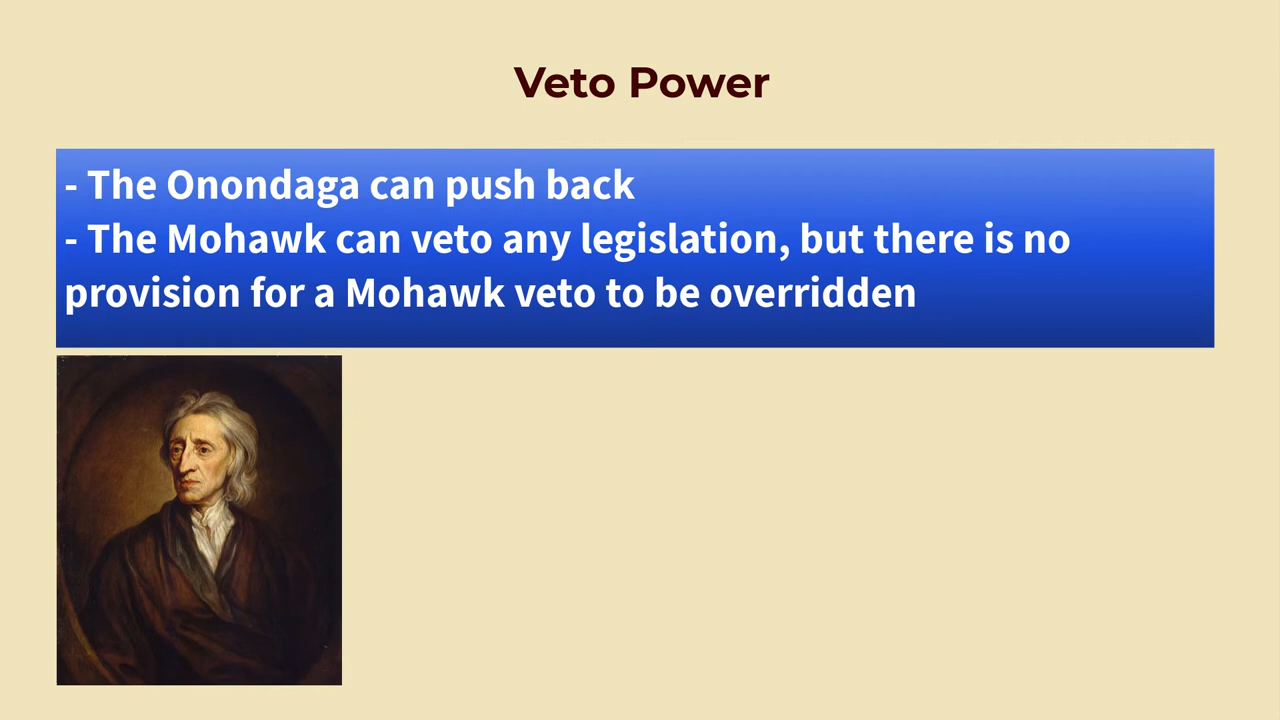 Veto Power
- The Onondaga can push back
- The Mohawk can veto any legislation, but there is no
provision for a Mohawk veto to be overridden